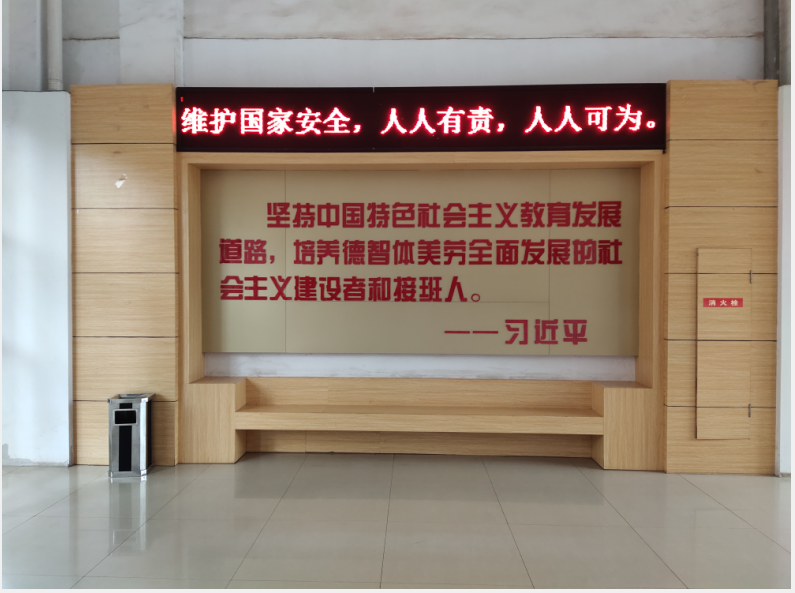 维护国家安全，人人有责，人人可为。
坚持中国特色社会主义教育发展
道路，培养德智体美劳全面发展的社
会主义建设者和接班人。
——习近平
消火栓